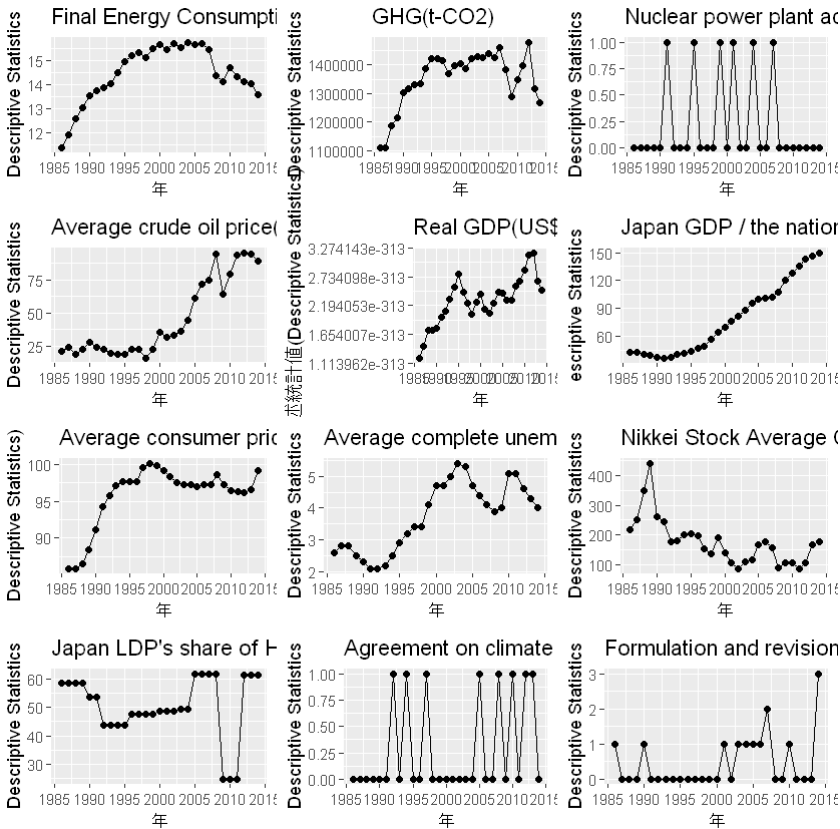 Final Energy Consumpti
GHG(t-CO2)
Nuclear power plant ac
Descriptive Statistics
15
14
13
12
1985 1990 1995 2000 2005 2010 2015
年
Descriptive Statistics
1400000
1300000
1200000
1100000
1985 1990 1995 2000 2005 2010 2015
年
Descriptive Statistics
1.00
0.75
0.50
0.25
0.00
1985 1990 1995 2000 2005 2010 2015
年
Average crude oil price(
Real GDP(US$
Japan GDP / the nation
Descriptive Statistics
75
50
25
1985 1990 1995 2000 2005 2010 2015
年
統計値(Descriptive Statistics)
3.274143e-313
2.734098e-313
2.194053e-313
1.654007e-313
1.113962e-313
1985 1990 1995 2000 2005 2010 2015
年
escriptive Statistics
150
120
90
60
1985 1990 1995 2000 2005 2010 2015
年
Average consumer pric
Average complete unem
Nikkei Stock Average
Descriptive Statistics)
100
95
90
1985 1990 1995 2000 2005 2010 2015
年
Descriptive Statistics
5
4
3
2
1985 1990 1995 2000 2005 2010 2015
年
Descriptive Statistics
400
300
200
100
1985 1990 1995 2000 2005 2010 2015
年
Japan LDP's share of H
Agreement on climate
Formulation and revision
Descriptive Statistics
60
50
40
30
1985 1990 1995 2000 2005 2010 2015
年
Descriptive Statistics
1.00
0.75
0.50
0.25
0.00
1985 1990 1995 2000 2005 2010 2015
年
Descriptive Statistics
3
2
1
0
1985 1990 1995 2000 2005 2010 2015
年